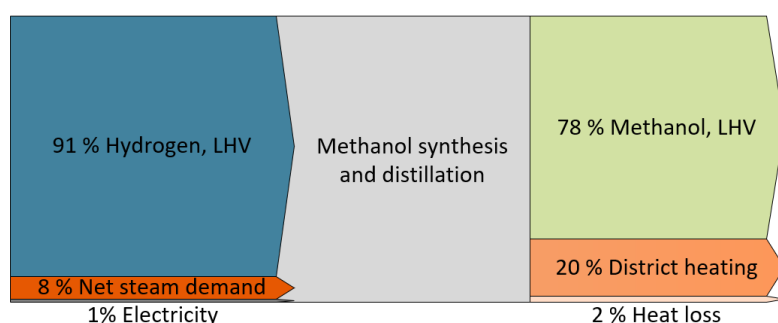 91 % Hydrogen, LHV
8 % Net steam demand
1% Electricity
Methanol synthesis
and distillation
78 % Methanol, LHV
20 % District heating
2 % Heat loss